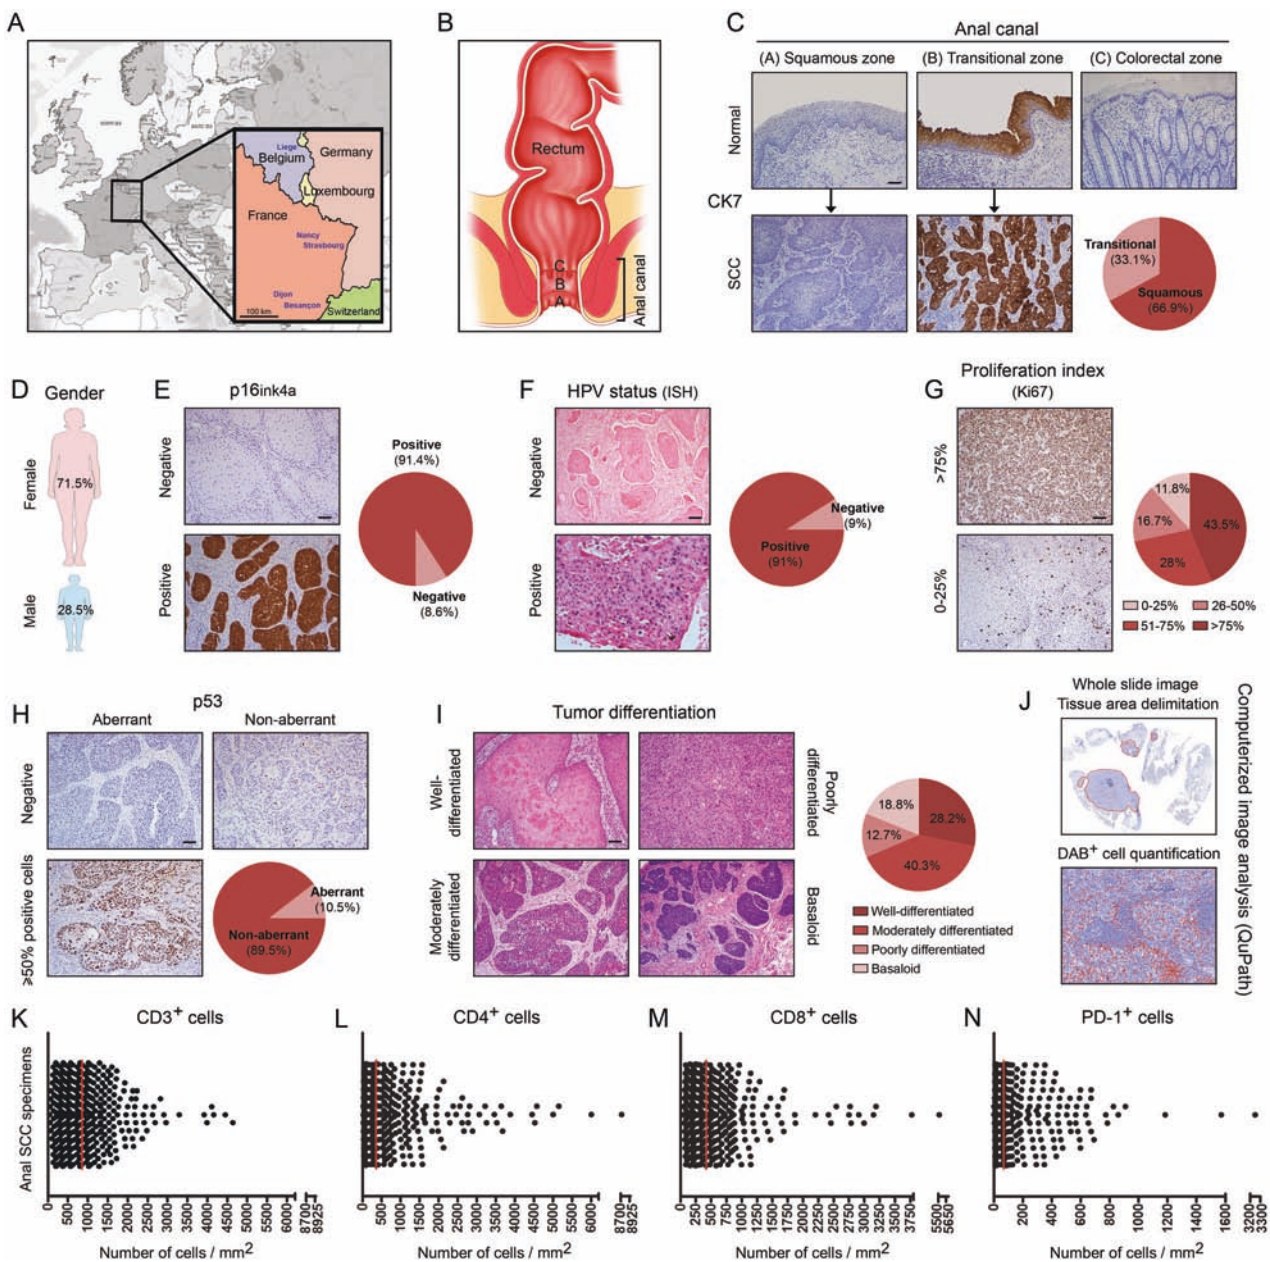 A
Liege
Belgium
Germany
Luxembourg
France
Nancy
Strasbourg
Dijon
Besançon
100 km
Switzerland
B
Rectum
C
B
A
Anal canal
C
Anal canal
(A) Squamous zone
(B) Transitional zone
(C) Colorectal zone
Normal
CK7
SCC
Transitional
(33.1%)
Squamous
(66.9%)
D
Gender
Female
71.5%
Male
28.5%
E
p16ink4a
Negative
Positive
Positive
(91.4%)
Negative
(8.6%)
F
HPV status (ISH)
Negative
Positive
Negative
(9%)
Positive
(91%)
G
Proliferation index
(Ki67)
>75%
0-25%
11.8%
43.5%
16.7%
28%
0-25%
26-50%
51-75%
>75%
H
p53
Aberrant
Non-aberrant
Negative
≥50% positive cells
Aberrant
(10.5%)
Non-aberrant
(89.5%)
I
Tumor differentiation
Well-
differentiated
Poorly
differentiated
Moderately
differentiated
Basaloid
18.8%
28.2%
12.7%
40.3%
Well-differentiated
Moderately differentiated
Poorly differentiated
Basaloid
J
Whole slide image
Tissue area delimitation
DAB+ cell quantification
Computerized image analysis (QuPath)
K
CD3+ cells
Anal SCC specimens
0
500
1000
1500
2000
2500
3000
3500
4000
4500
5000
5500
6000
8700
8925
Number of cells / mm2
L
CD4+ cells
0
500
1000
1500
2000
2500
3000
3500
4000
4500
5000
5500
6000
8700
8925
Number of cells / mm2
M
CD8+ cells
0
250
500
750
1000
1250
1500
1750
2000
2250
2500
2750
3000
3250
3500
3750
5500
5650
Number of cells / mm2
N
PD-1+ cells
0
200
400
600
800
1000
1200
1400
1600
3200
3300
Number of cells / mm2